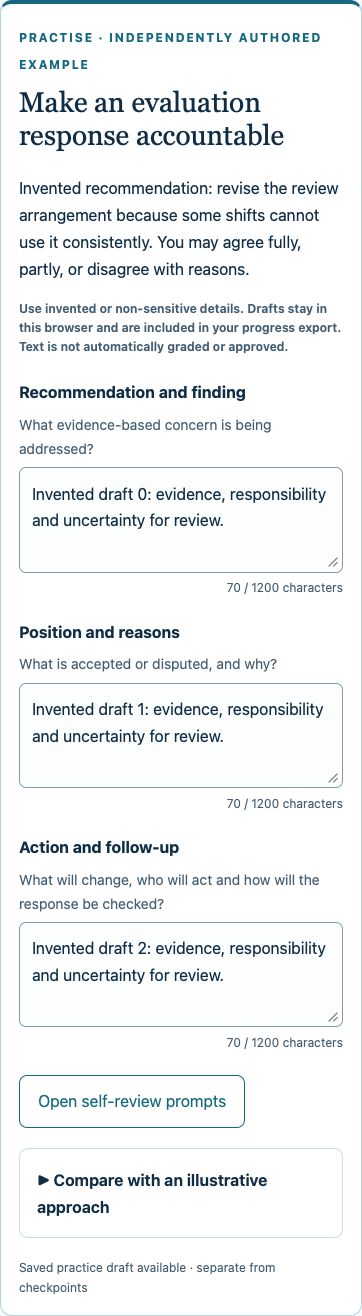 PRACTISE · INDEPENDENTLY AUTHORED
EXAMPLE
Make an evaluation
response accountable
Invented recommendation: revise the review
arrangement because some shifts cannot
use it consistently. You may agree fully,
partly, or disagree with reasons.
Use invented or non-sensitive details. Drafts stay in
this browser and are included in your progress export.
Text is not automatically graded or approved.
Recommendation and finding
What evidence-based concern is being
addressed?
Invented draft 0: evidence, responsibility
and uncertainty for review.
70 / 1200 characters
Position and reasons
What is accepted or disputed, and why?
Invented draft 1: evidence, responsibility
and uncertainty for review.
70 / 1200 characters
Action and follow-up
What will change, who will act and how will the
response be checked?
Invented draft 2: evidence, responsibility
and uncertainty for review.
70 / 1200 characters
Open self-review prompts
Compare with an illustrative
approach
Saved practice draft available · separate from
checkpoints